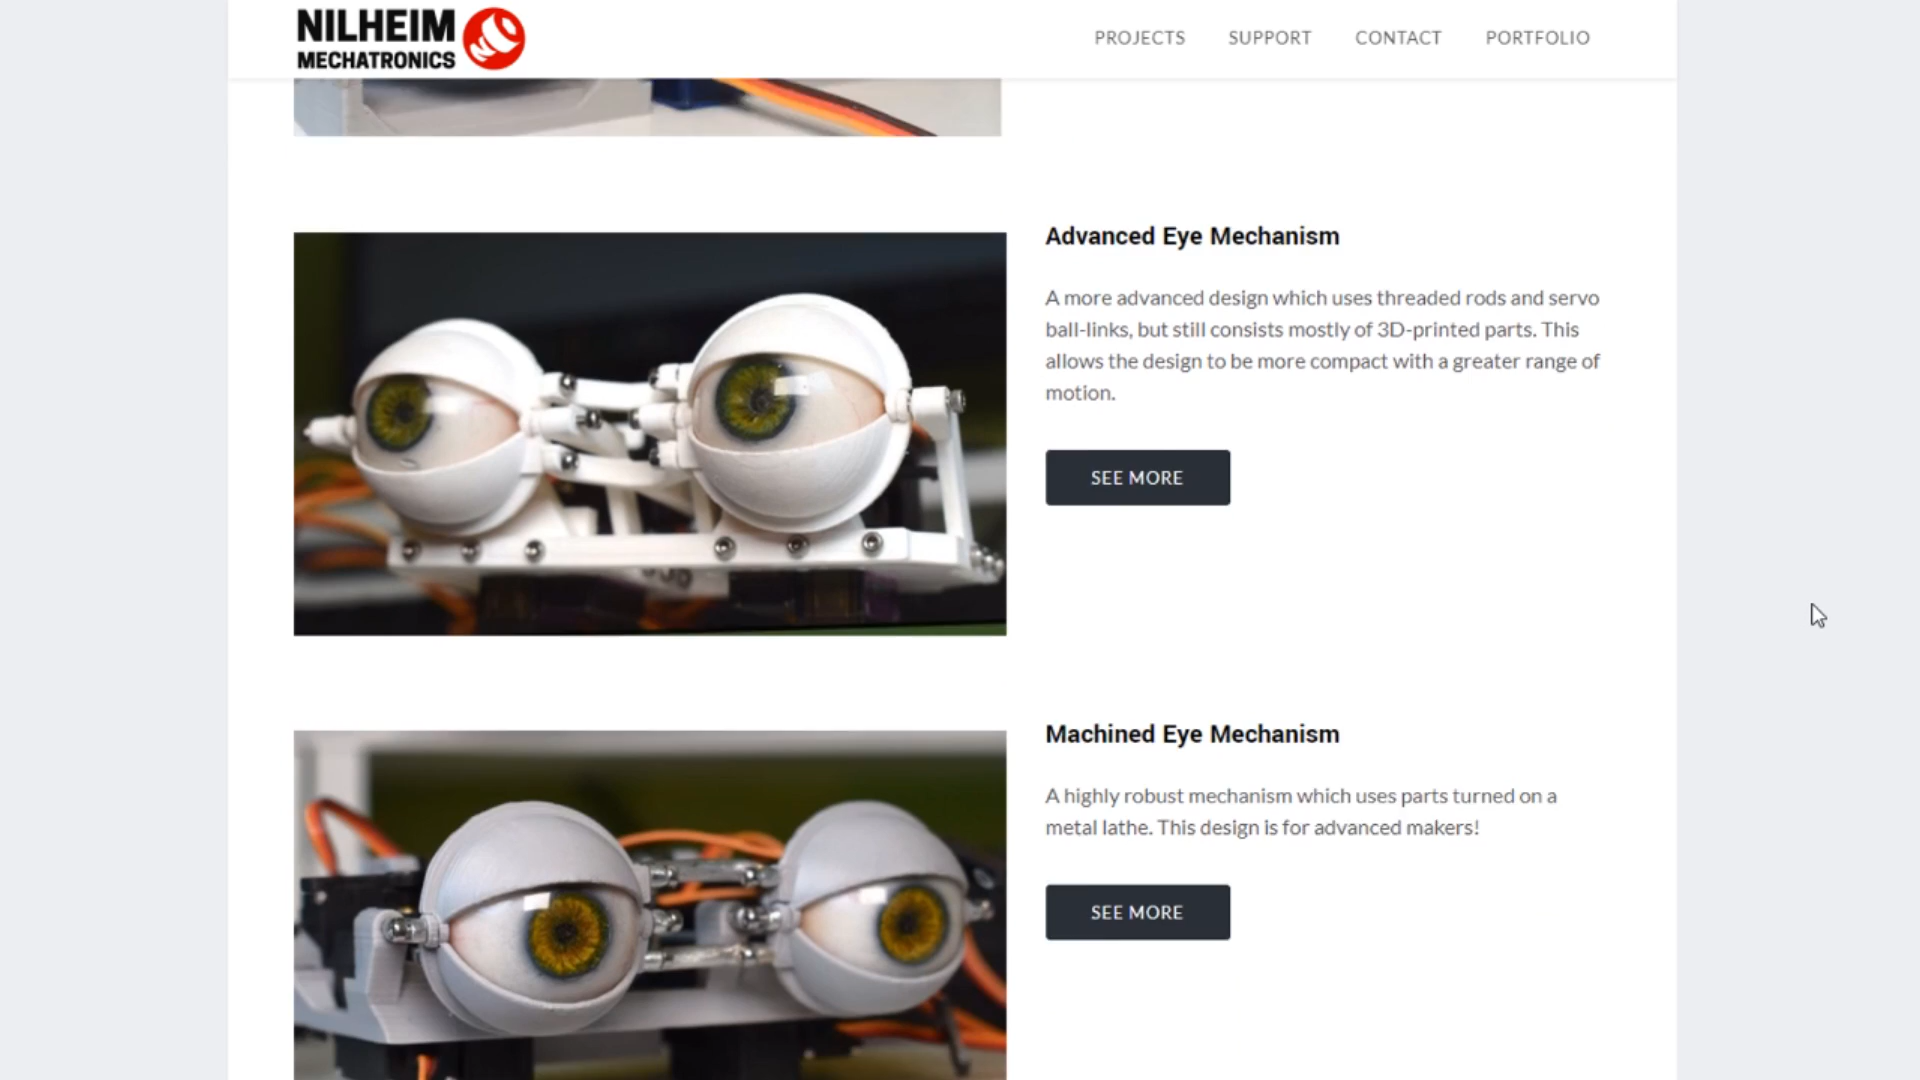 NILHEIM
MECHATRONICS
PROJECTS
SUPPORT
CONTACT
PORTFOLIO
Advanced Eye Mechanism
A more advanced design which uses threaded rods and servo
ball-links, but still consists mostly of 3D-printed parts. This
allows the design to be more compact with a greater range of
motion.
SEE MORE
Machined Eye Mechanism
A highly robust mechanism which uses parts turned on a
metal lathe. This design is for advanced makers!
SEE MORE